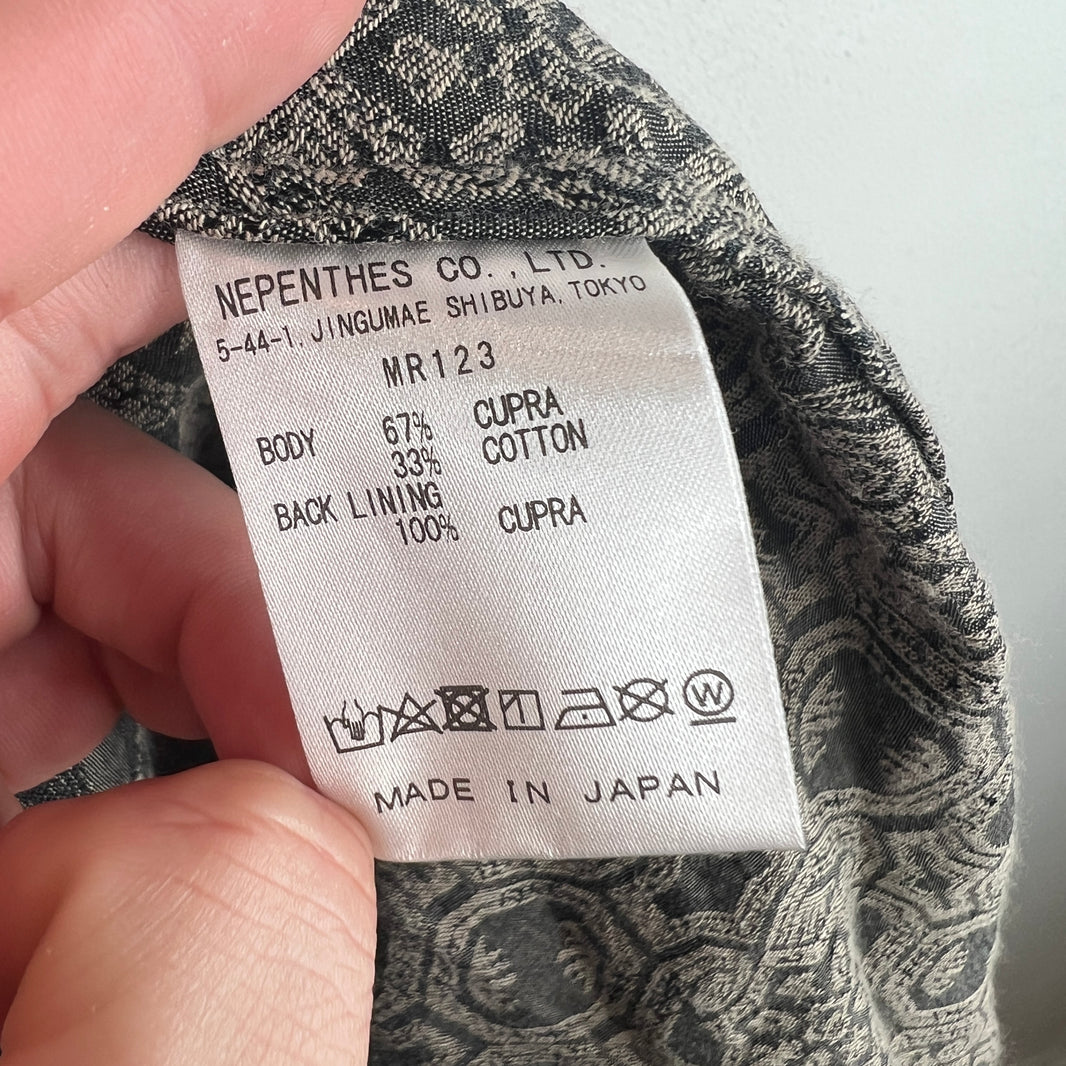 NEPENTHES CO.,LTD.
5-44-1, JINGUMAE SHIBUYA, TOKYO
MR123
BODY 67% CUPRA
33% COTTON
BACK LINING
100% CUPRA
W
MADE IN JAPAN